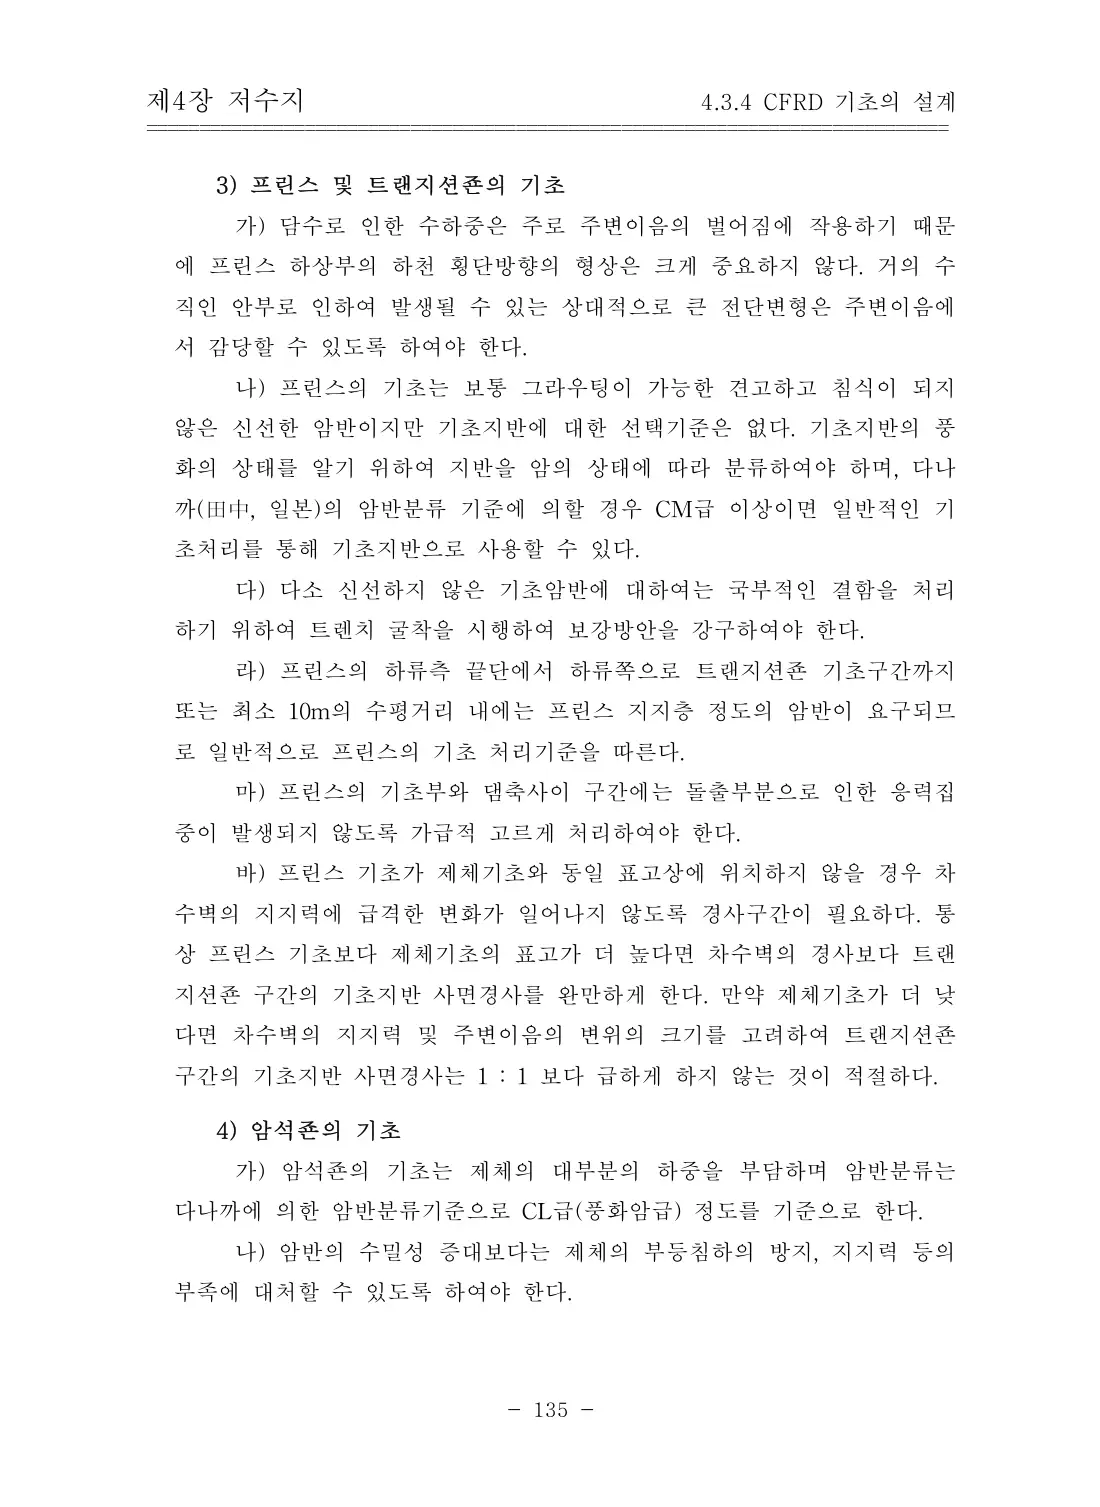 제4장 저수지
4.3.4 CFRD 기초의 설계
3) 프린스 및 트랜지션죤의 기초
가) 담수로 인한 수하중은 주로 주변이음의 벌어짐에 작용하기 때문
에 프린스 하상부의 하천 횡단방향의 형상은 크게 중요하지 않다. 거의 수
직인 안부로 인하여 발생될 수 있는 상대적으로 큰 전단변형은 주변이음에
서 감당할 수 있도록 하여야 한다.
나) 프린스의 기초는 보통 그라우팅이 가능한 견고하고 침식이 되지
않은 신선한 암반이지만 기초지반에 대한 선택기준은 없다. 기초지반의 풍
화의 상태를 알기 위하여 지반을 암의 상태에 따라 분류하여야 하며, 다나
까(田中, 일본)의 암반분류 기준에 의할 경우 CM급 이상이면 일반적인 기
초처리를 통해 기초지반으로 사용할 수 있다.
다) 다소 신선하지 않은 기초암반에 대하여는 국부적인 결함을 처리
하기 위하여 트렌치 굴착을 시행하여 보강방안을 강구하여야 한다.
라) 프린스의 하류측 끝단에서 하류쪽으로 트랜지션죤 기초구간까지
또는 최소 10m의 수평거리 내에는 프린스 지지층 정도의 암반이 요구되므
로 일반적으로 프린스의 기초 처리기준을 따른다.
마) 프린스의 기초부와 댐축사이 구간에는 돌출부분으로 인한 응력집
중이 발생되지 않도록 가급적 고르게 처리하여야 한다.
바) 프린스 기초가 제체기초와 동일 표고상에 위치하지 않을 경우 차
수벽의 지지력에 급격한 변화가 일어나지 않도록 경사구간이 필요하다. 통
상 프린스 기초보다 제체기초의 표고가 더 높다면 차수벽의 경사보다 트랜
지션죤 구간의 기초지반 사면경사를 완만하게 한다. 만약 제체기초가 더 낮
다면 차수벽의 지지력 및 주변이음의 변위의 크기를 고려하여 트랜지션죤
구간의 기초지반 사면경사는 1 : 1 보다 급하게 하지 않는 것이 적절하다.
4) 암석죤의 기초
가) 암석죤의 기초는 제체의 대부분의 하중을 부담하며 암반분류는
다나까에 의한 암반분류기준으로 CL급(풍화암급) 정도를 기준으로 한다.
나) 암반의 수밀성 증대보다는 제체의 부등침하의 방지, 지지력 등의
부족에 대처할 수 있도록 하여야 한다.
- 135 -